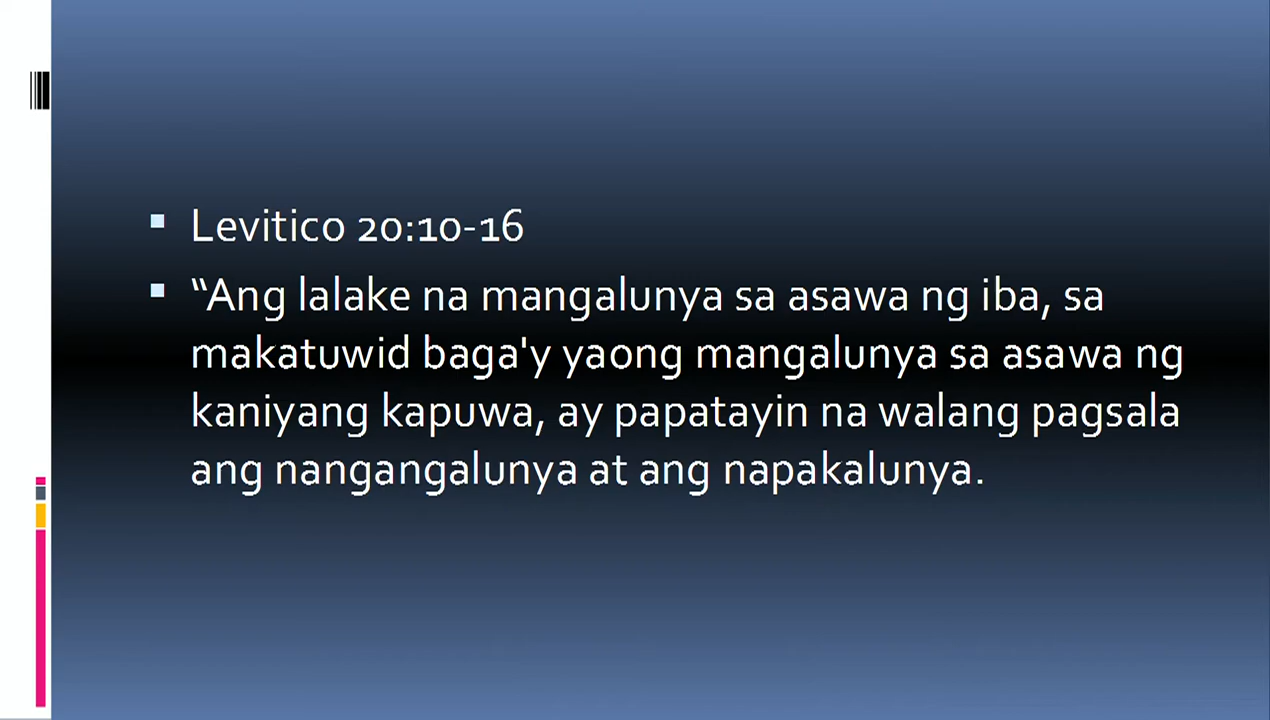 Levitico 20:10-16
“Ang lalake na mangalunya sa asawa ng iba, sa
makatuwid baga'y yaong mangalunya sa asawa ng
kaniyang kapuwa, ay papatayin na walang pagsala
ang nangangalunya at ang napakalunya.